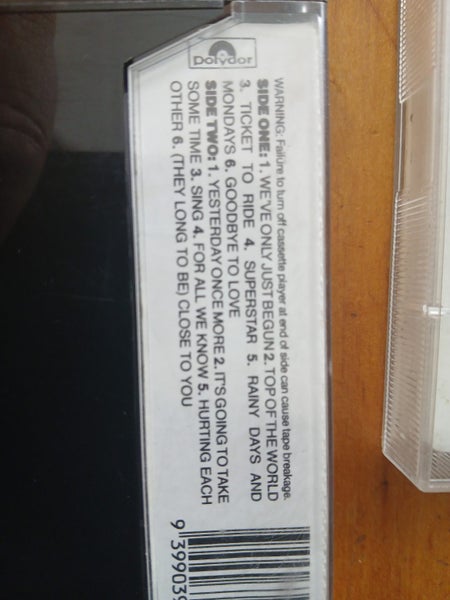 Polydor
WARNING: Failure to turn off cassette player at end of side can cause tape breakage.
SIDE ONE: 1. WE'VE ONLY JUST BEGUN 2. TOP OF THE WORLD
3. TICKET TO RIDE 4. SUPERSTAR 5. RAINY DAYS AND
MONDAYS 6. GOODBYE TO LOVE
SIDE TWO: 1. YESTERDAY ONCE MORE 2. IT'S GOING TO TAKE
SOME TIME 3. SING 4. FOR ALL WE KNOW 5. HURTING EACH
OTHER 6. (THEY LONG TO BE) CLOSE TO YOU
9 399039